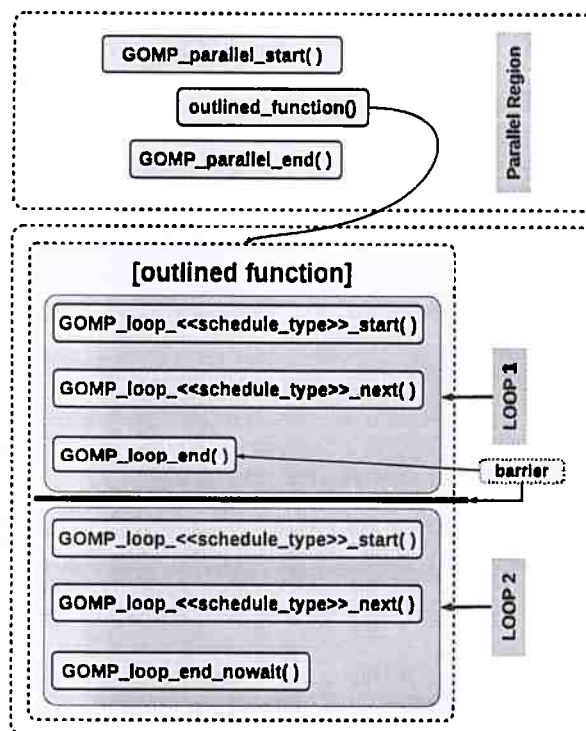 GOMP_parallel_start( )
outlined_function()
GOMP_parallel_end( )
Parallel Region
[outlined function]
GOMP_loop_<<schedule_type>>_start( )
GOMP_loop_<<schedule_type>>_next( )
GOMP_loop_end( )
LOOP 1
barrier
GOMP_loop_<<schedule_type>>_start( )
GOMP_loop_<<schedule_type>>_next( )
GOMP_loop_end_nowait( )
LOOP 2